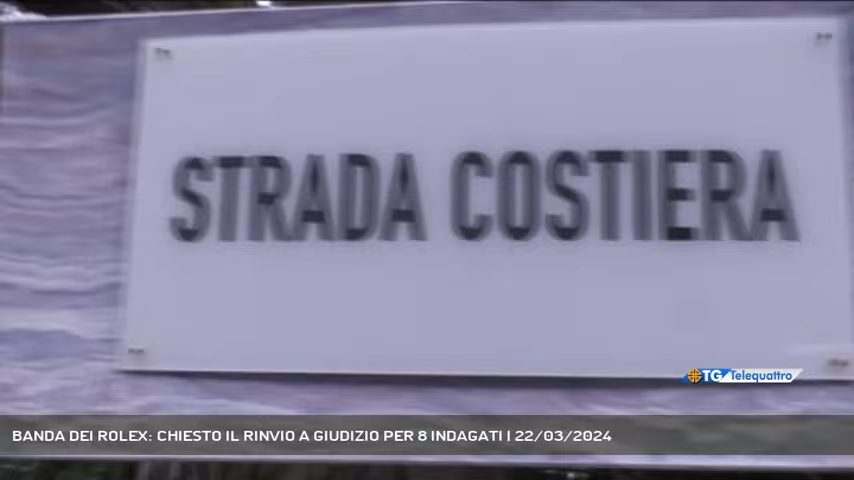 STRADA COSTIERA
TG Telequattro
BANDA DEI ROLEX: CHIESTO IL RINVIO A GIUDIZIO PER 8 INDAGATI | 22/03/2024